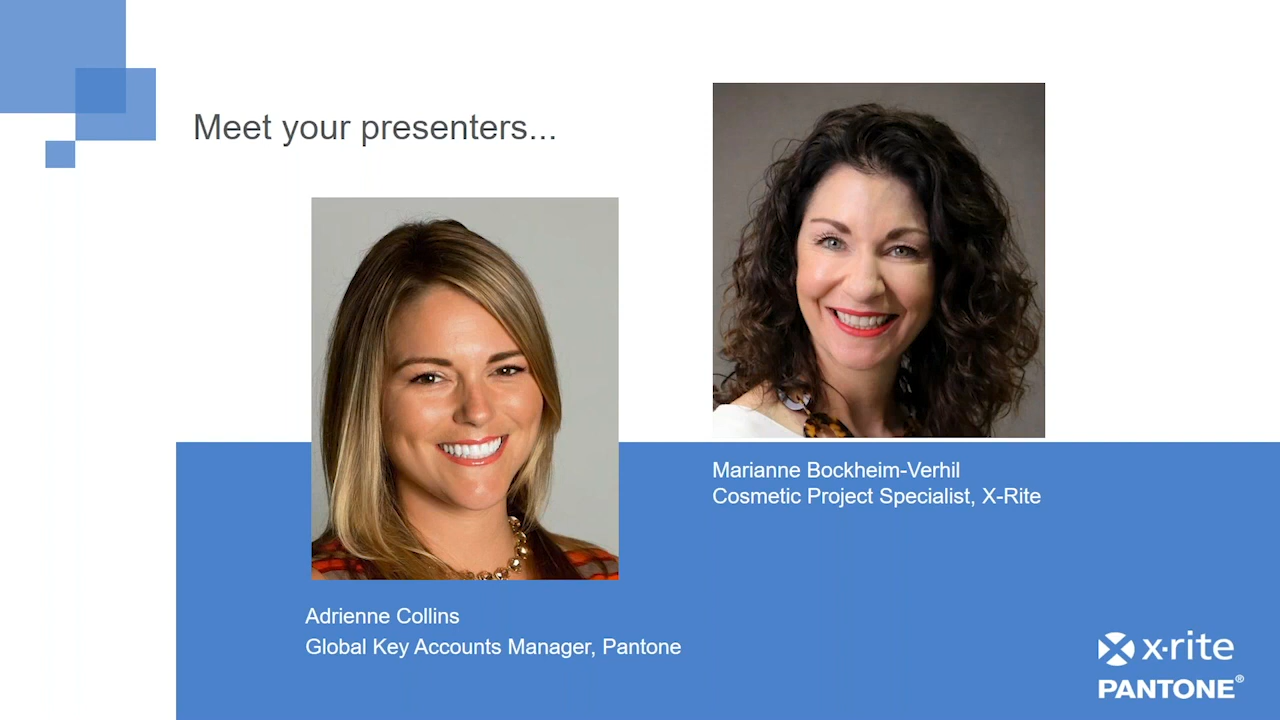 Meet your presenters...
Marianne Bockheim-Verhil
Cosmetic Project Specialist, X-Rite
Adrienne Collins
Global Key Accounts Manager, Pantone
x·rite
PANTONE®